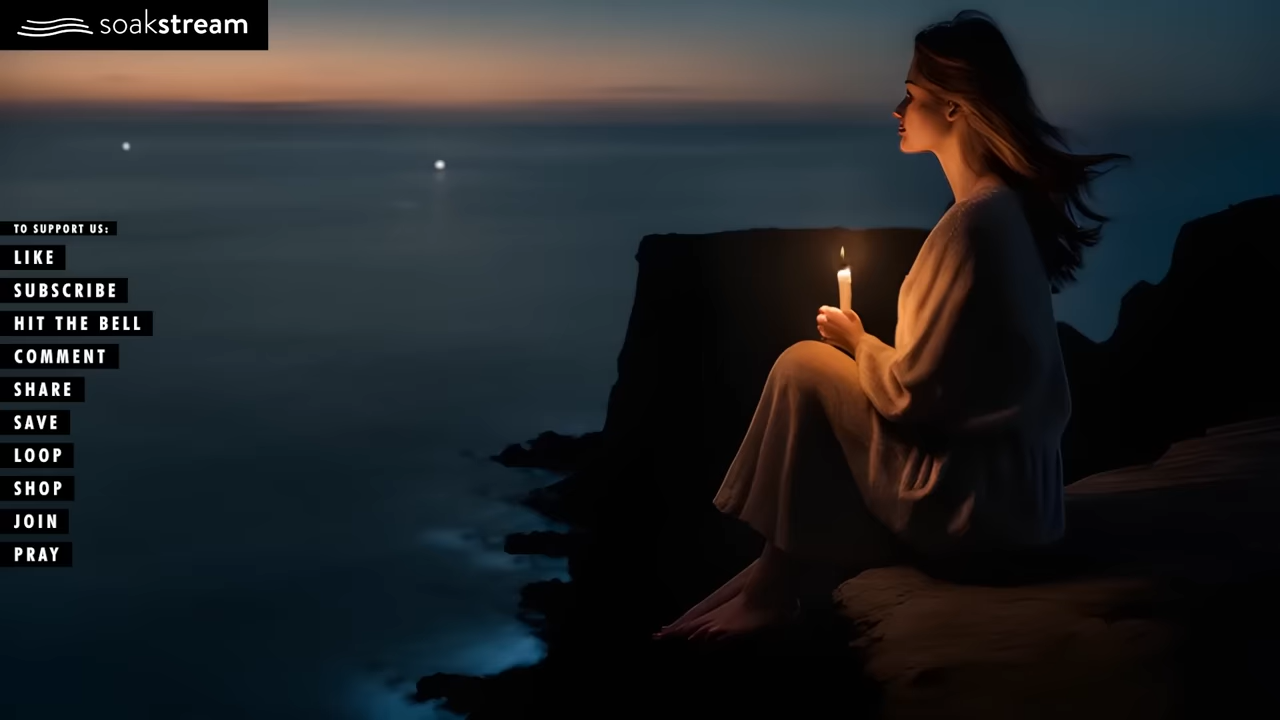 soakstream
TO SUPPORT US:
LIKE
SUBSCRIBE
HIT THE BELL
COMMENT
SHARE
SAVE
LOOP
SHOP
JOIN
PRAY